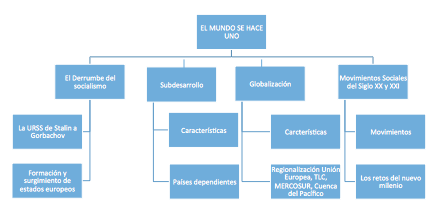 EL MUNDO SE HACE
UNO
El Derrumbe del
socialismo
Subdesarrollo
Globalización
Movimientos Sociales
del Siglo XX y XXI
La URSS de Stalin a
Gorbachov
Características
Carcterísticas
Movimientos
Formación y
surgimiento de
estados europeos
Países dependientes
Regionalización Unión
Europea, TLC,
MERCOSUR, Cuenca
del Pacífico
Los retos del nuevo
milenio